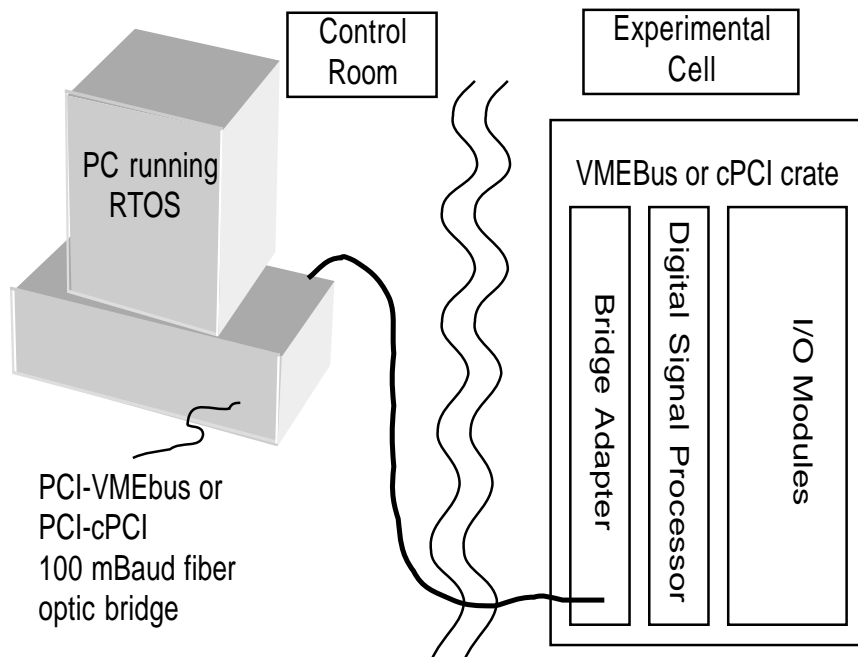 Control
Room
Experimental
Cell
PC running
RTOS
VMEBus or cPCI crate
Bridge Adapter
Digital Signal Processor
I/O Modules
PCI-VMEbus or
PCI-cPCI
100 mBaud fiber
optic bridge